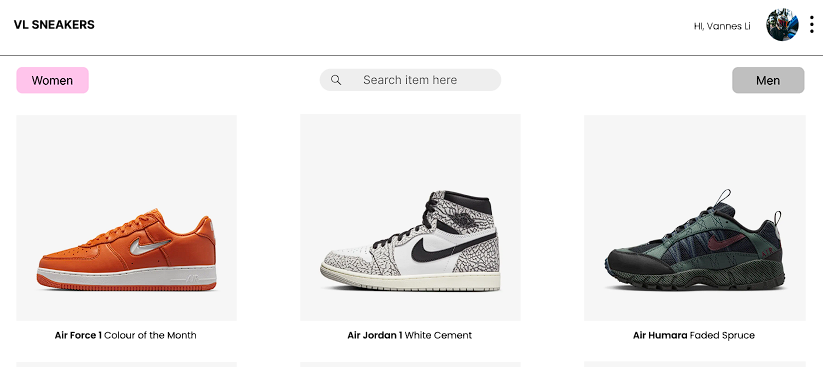 VL SNEAKERS
HI, Vannes Li
Women
Search item here
Men
Air Force 1 Colour of the Month
Air Jordan 1 White Cement
Air Humara Faded Spruce